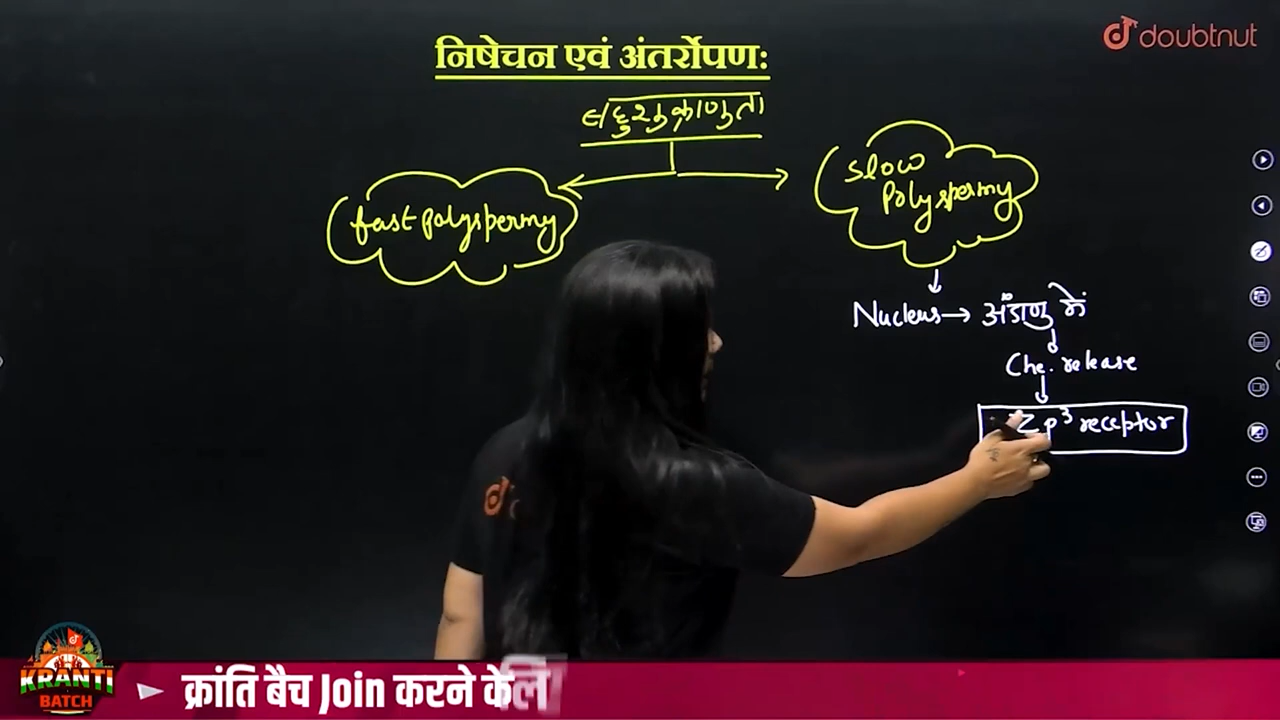 doubtnut
निषेचन एवं अंतर्रोपण:
बहुशुक्राणुता
fast polyspermy
slow
polyspermy
Nucleus → अंडाणु में
Che. release
Zp3 receptor
KRANTI
BATCH
क्रांति बैच Join करने के